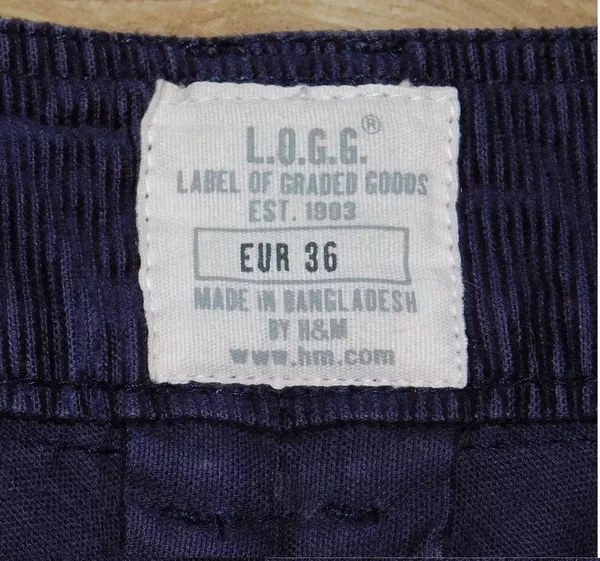 L.O.G.G.®
LABEL OF GRADED GOODS
EST. 1903
EUR 36
MADE IN BANGLADESH
BY H&M
www.hm.com